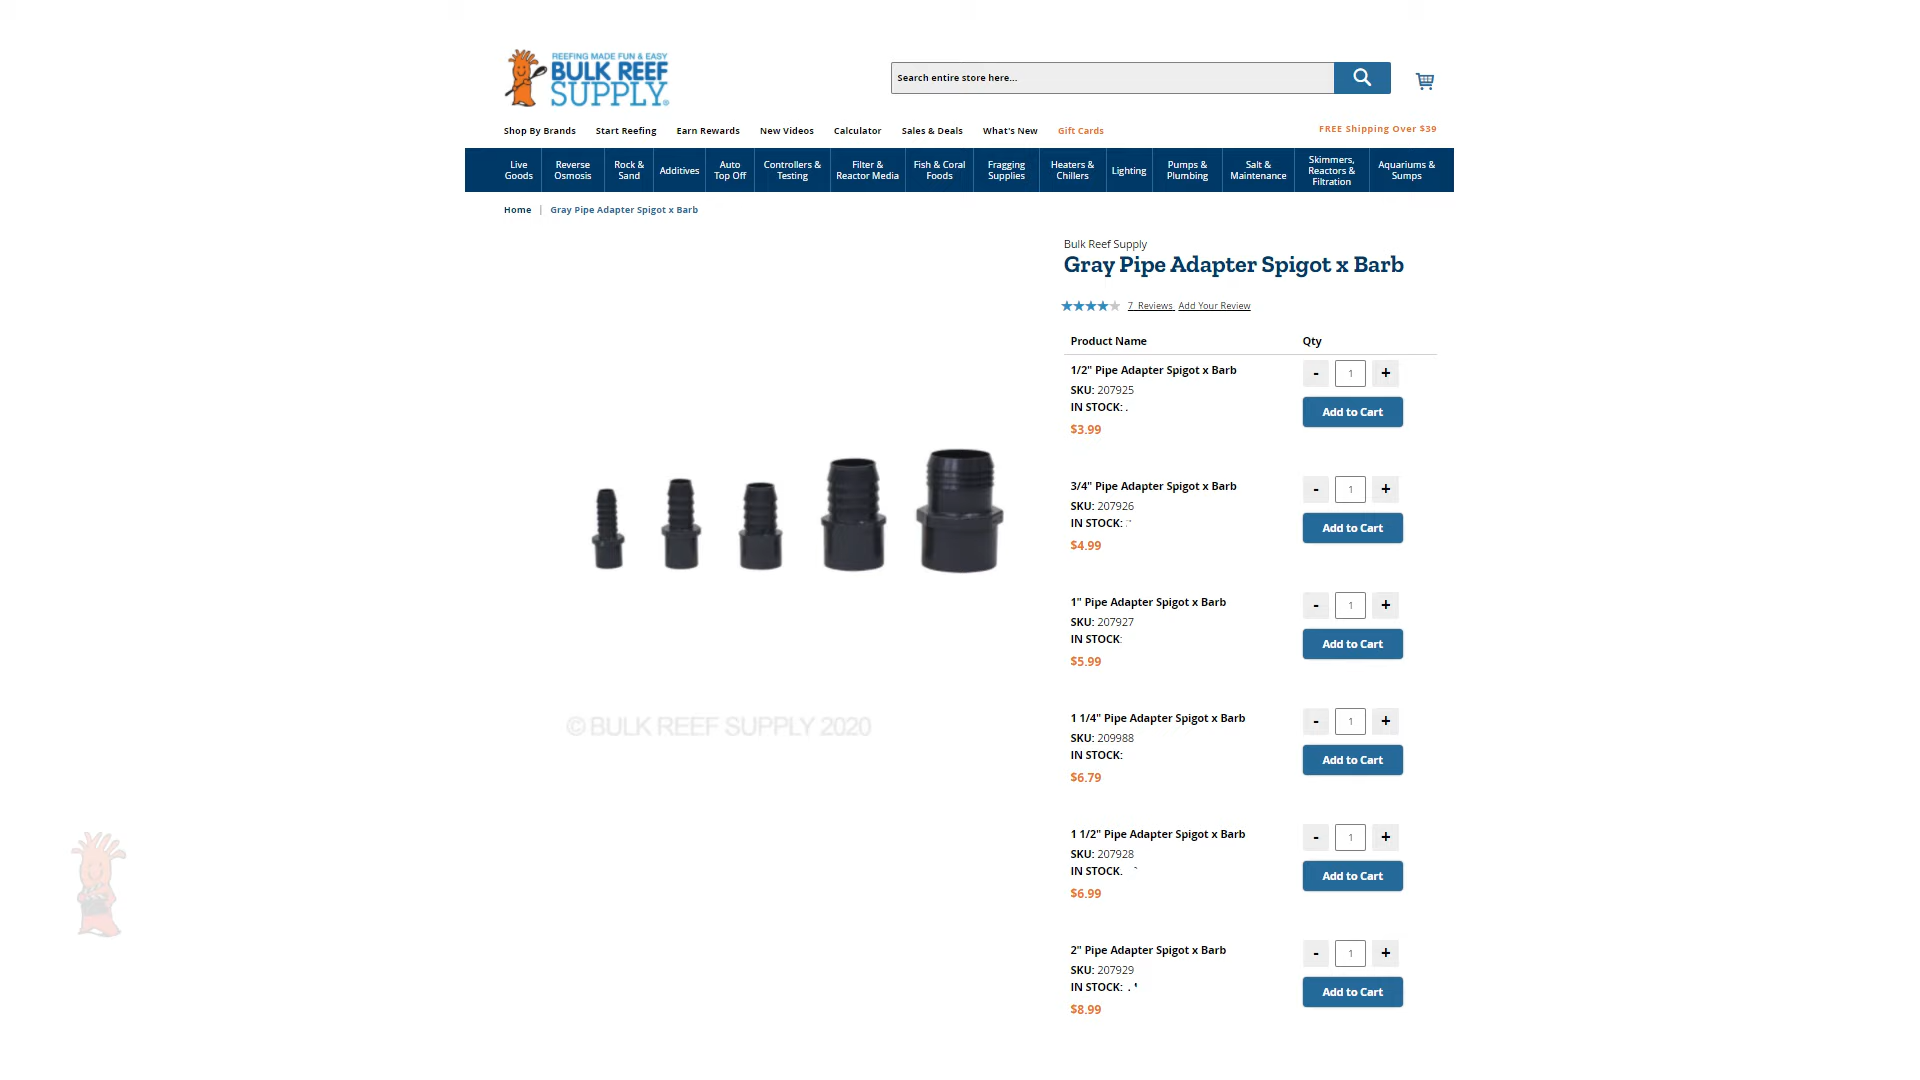 REEFING MADE FUN & EASY
BULK REEF
SUPPLY®
Search entire store here...
Shop By Brands Start Reefing Earn Rewards New Videos Calculator Sales & Deals What's New Gift Cards FREE Shipping Over $39
Live Goods Reverse Osmosis Rock & Sand Additives Auto Top Off Controllers & Testing Filter & Reactor Media Fish & Coral Foods Fragging Supplies Heaters & Chillers Lighting Pumps & Plumbing Salt & Maintenance Skimmers, Reactors & Filtration Aquariums & Sumps
Home | Gray Pipe Adapter Spigot x Barb
Bulk Reef Supply
Gray Pipe Adapter Spigot x Barb
7 Reviews Add Your Review
Product Name Qty
1/2" Pipe Adapter Spigot x Barb - 1 +
SKU: 207925
IN STOCK: Add to Cart
$3.99
3/4" Pipe Adapter Spigot x Barb - 1 +
SKU: 207926
IN STOCK: Add to Cart
$4.99
1" Pipe Adapter Spigot x Barb - 1 +
SKU: 207927
IN STOCK: Add to Cart
$5.99
1 1/4" Pipe Adapter Spigot x Barb - 1 +
SKU: 209988
IN STOCK: Add to Cart
$6.79
1 1/2" Pipe Adapter Spigot x Barb - 1 +
SKU: 207928
IN STOCK. Add to Cart
$6.99
2" Pipe Adapter Spigot x Barb - 1 +
SKU: 207929
IN STOCK: Add to Cart
$8.99
© BULK REEF SUPPLY 2020